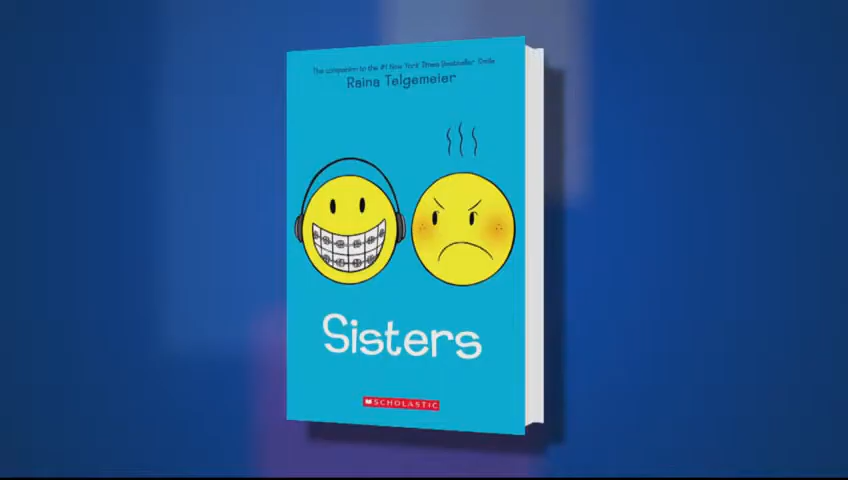 The companion to the #1 New York Times bestseller Smile
Raina Telgemeier
Sisters
SCHOLASTIC